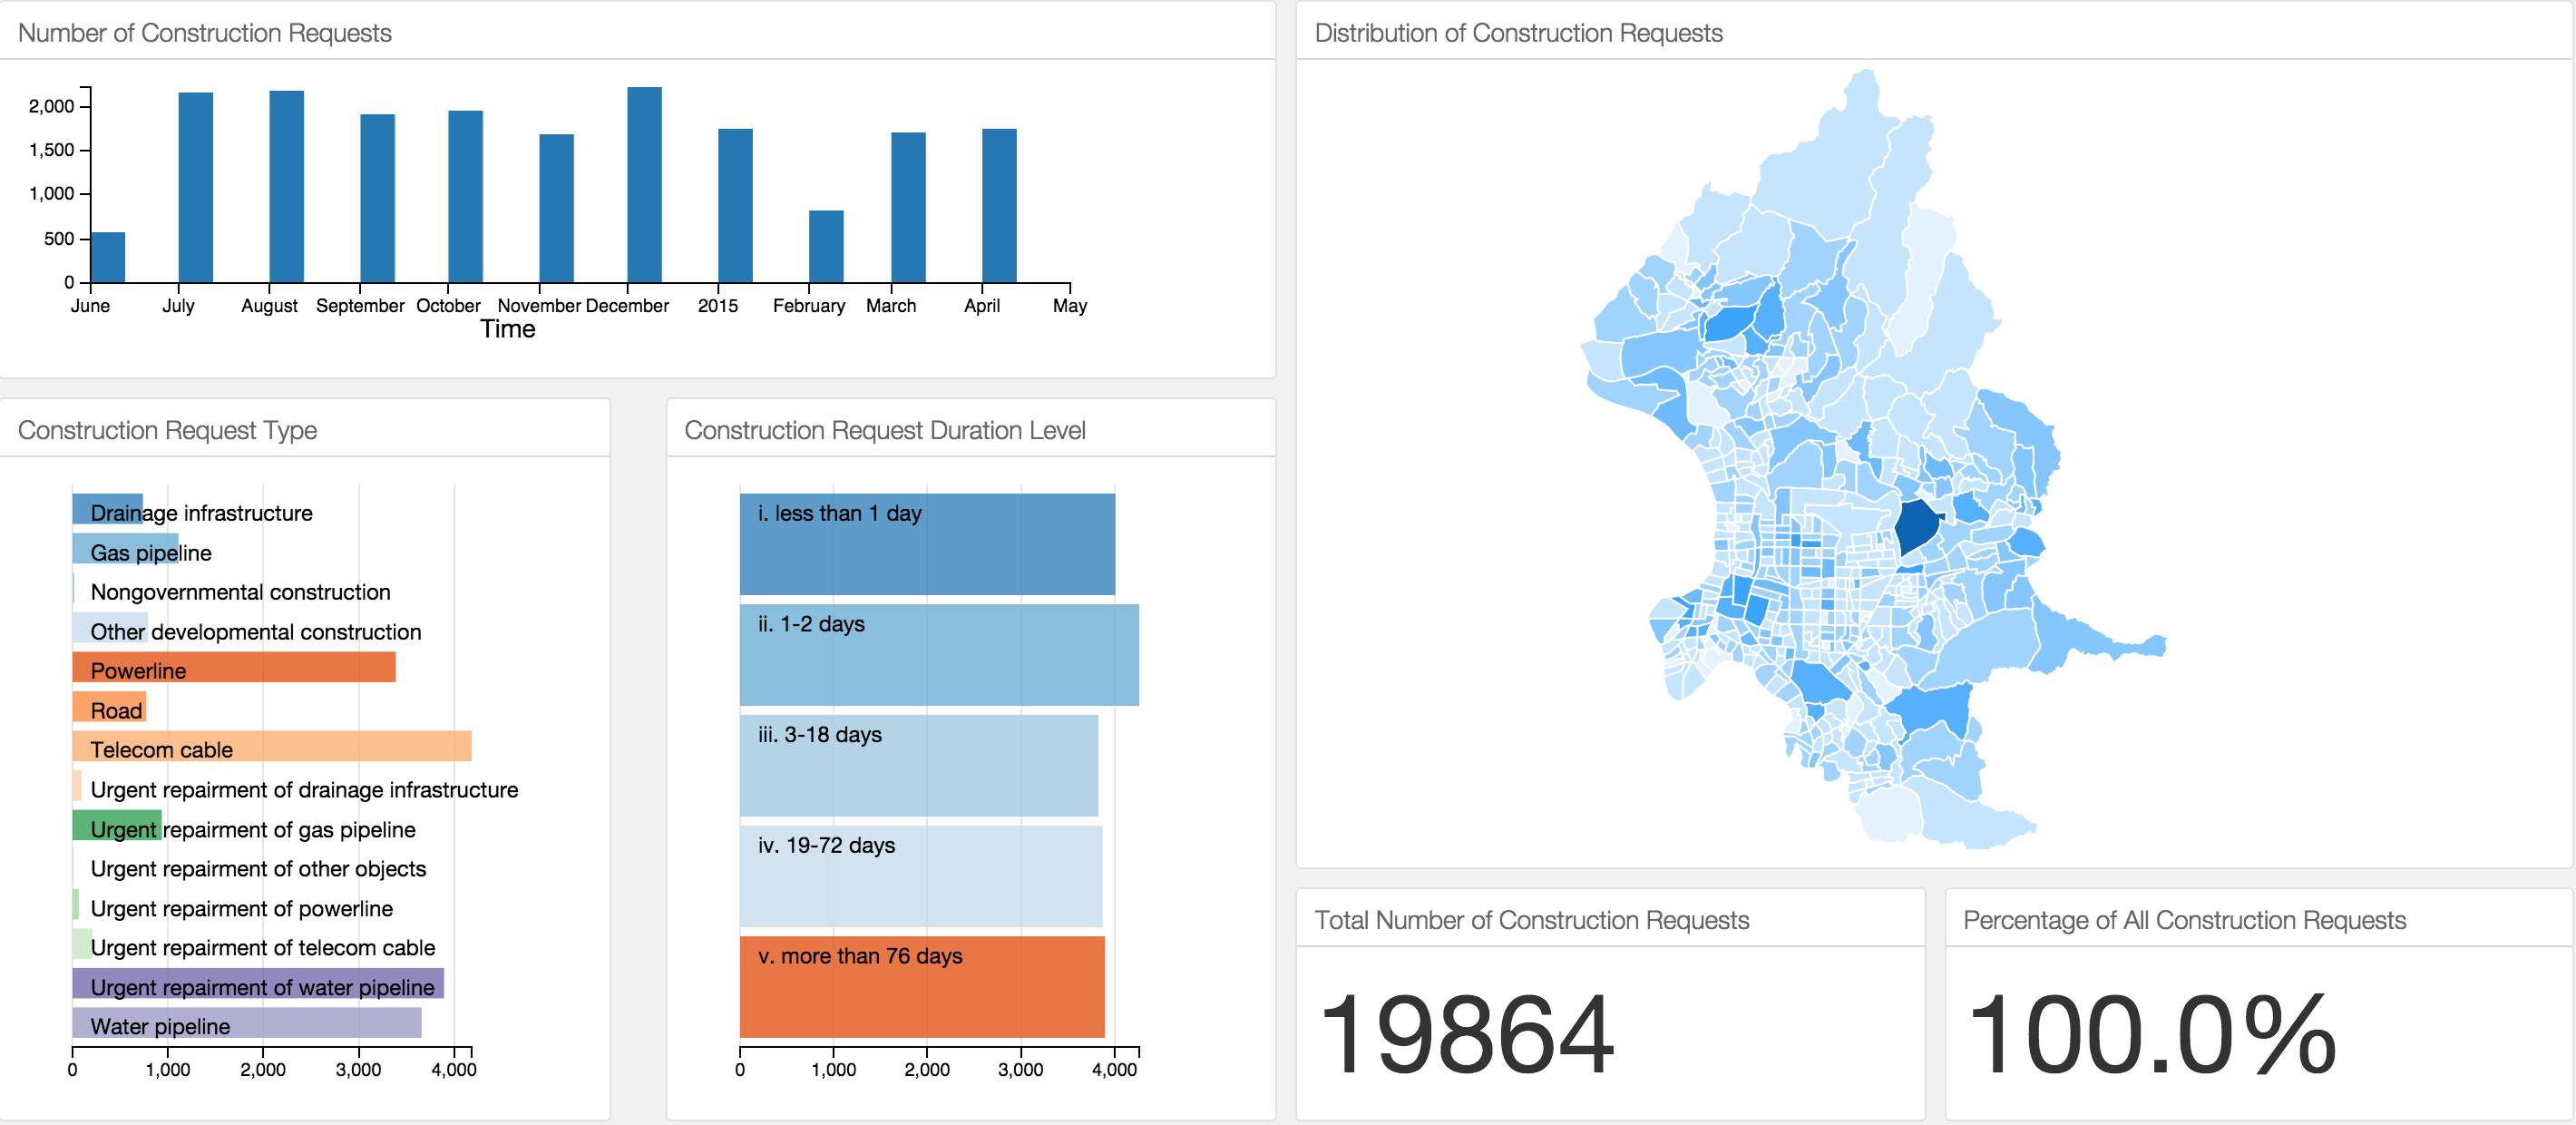 Number of Construction Requests
2,000
1,500
1,000
500
0
June July August September October November December 2015 February March April May
Time
Construction Request Type
Drainage infrastructure
Gas pipeline
Nongovernmental construction
Other developmental construction
Powerline
Road
Telecom cable
Urgent repairment of drainage infrastructure
Urgent repairment of gas pipeline
Urgent repairment of other objects
Urgent repairment of powerline
Urgent repairment of telecom cable
Urgent repairment of water pipeline
Water pipeline
0 1,000 2,000 3,000 4,000
Construction Request Duration Level
i. less than 1 day
ii. 1-2 days
iii. 3-18 days
iv. 19-72 days
v. more than 76 days
0 1,000 2,000 3,000 4,000
Distribution of Construction Requests
Total Number of Construction Requests
19864
Percentage of All Construction Requests
100.0%